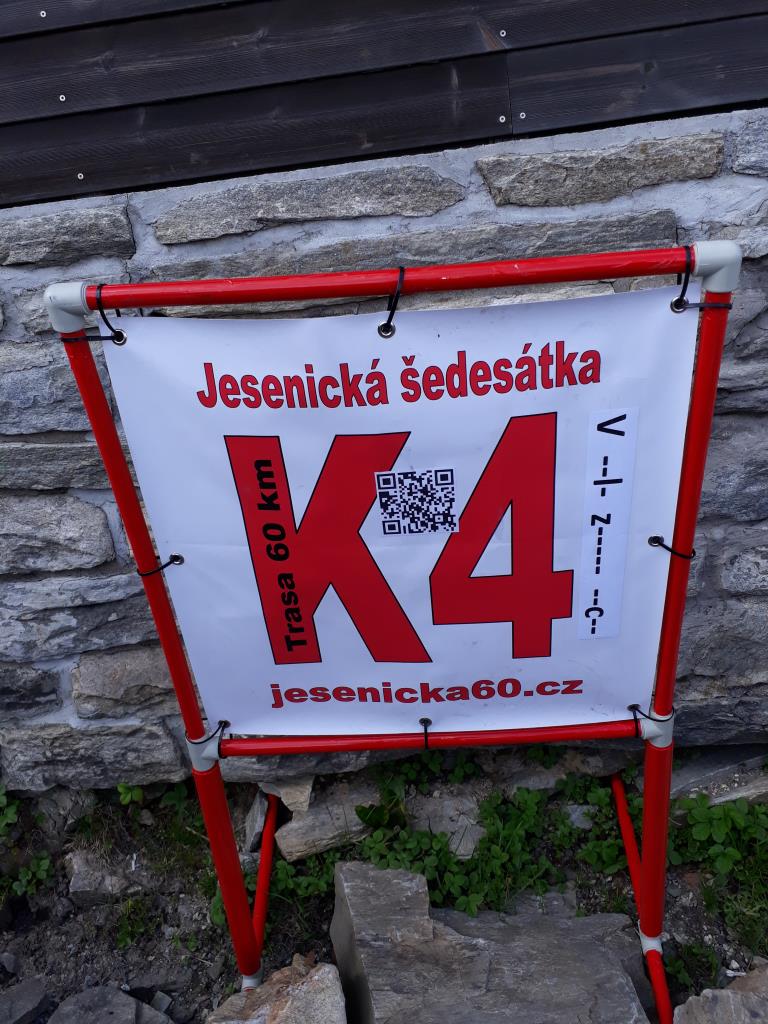 Jesenická šedesátka
Trasa 60 km
K4
V --|- z----- --c--
jesenicka60.cz